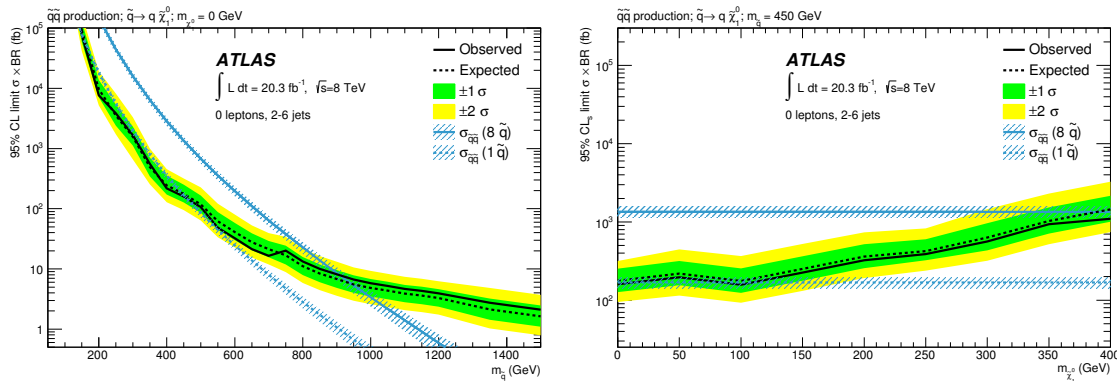 q̃q̃ production; q̃→ q χ̃₁⁰; m_χ̃₁⁰ = 0 GeV
95% CL limit σ × BR (fb)
10⁵
10⁴
10³
10²
10
1
ATLAS
∫ L dt = 20.3 fb⁻¹, √s=8 TeV
0 leptons, 2-6 jets
Observed
Expected
±1 σ
±2 σ
σ_q̃q̃ (8 q̃)
σ_q̃q̃ (1 q̃)
200 400 600 800 1000 1200 1400
m_q̃ (GeV)
q̃q̃ production; q̃→ q χ̃₁⁰; m_q̃ = 450 GeV
95% CLₛ limit σ × BR (fb)
10⁵
10⁴
10³
10²
ATLAS
∫ L dt = 20.3 fb⁻¹, √s=8 TeV
0 leptons, 2-6 jets
Observed
Expected
±1 σ
±2 σ
σ_q̃q̃ (8 q̃)
σ_q̃q̃ (1 q̃)
0 50 100 150 200 250 300 350 400
m_χ̃₁⁰ (GeV)